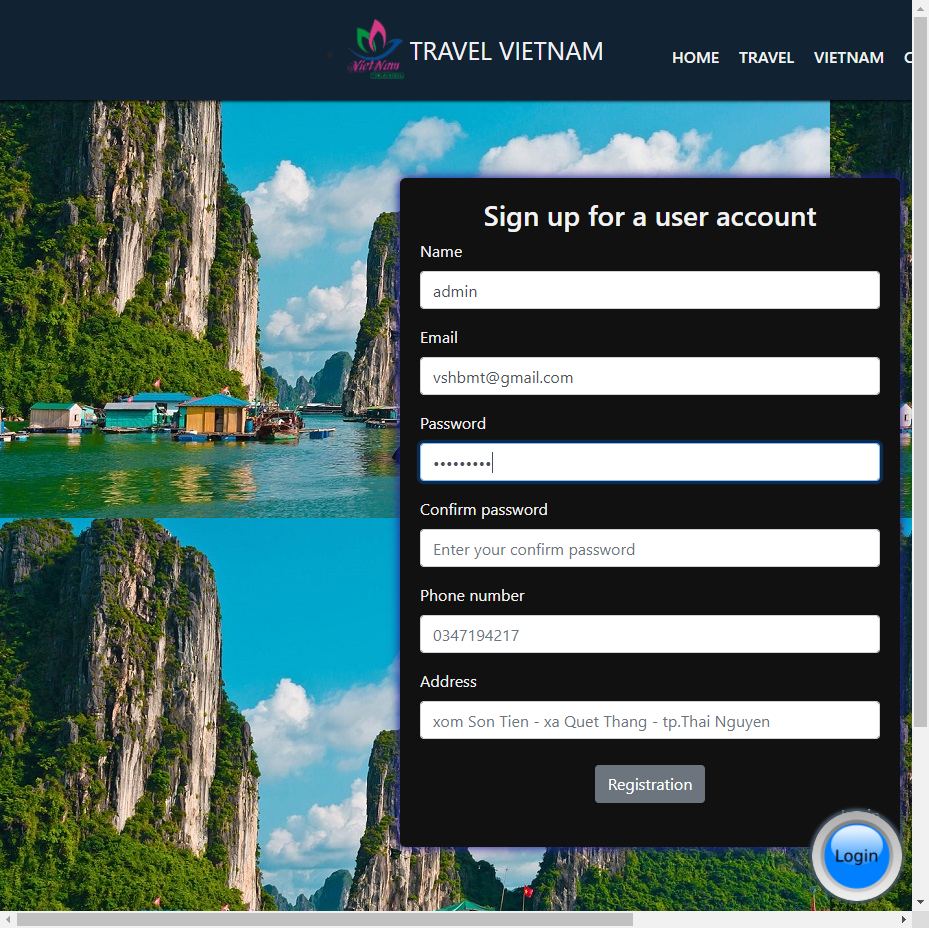 Viet Nam
TRAVEL VIETNAM
HOME
TRAVEL
VIETNAM
Sign up for a user account
Name
admin
Email
vshbmt@gmail.com
Password
•••••••••
Confirm password
Enter your confirm password
Phone number
0347194217
Address
xom Son Tien - xa Quet Thang - tp.Thai Nguyen
Registration
Login